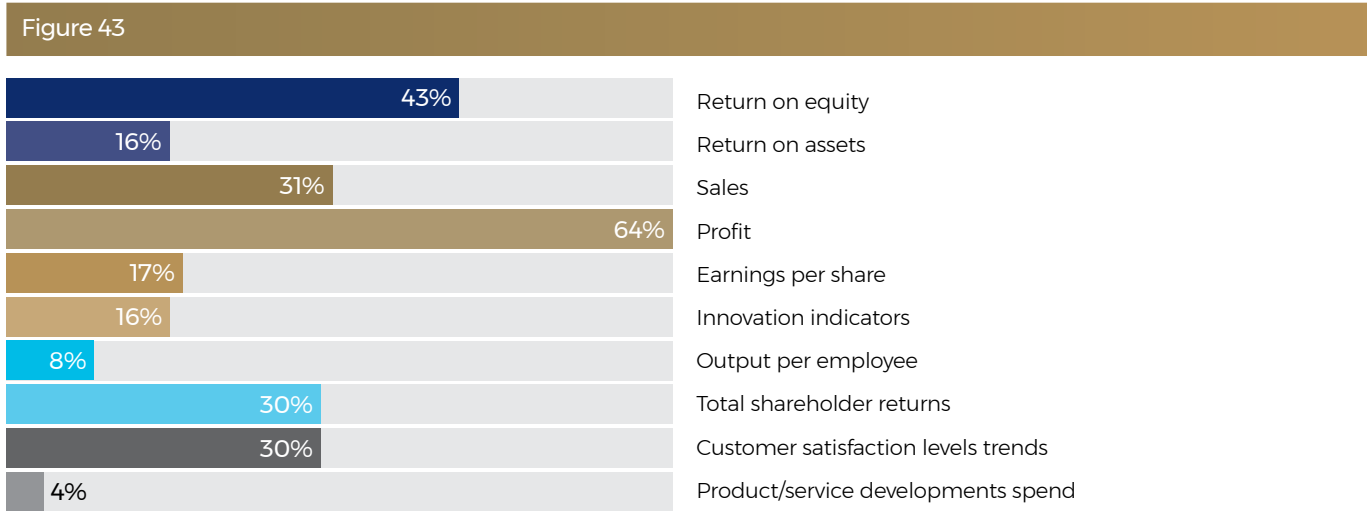 Figure 43
43% Return on equity
16% Return on assets
31% Sales
64% Profit
17% Earnings per share
16% Innovation indicators
8% Output per employee
30% Total shareholder returns
30% Customer satisfaction levels trends
4% Product/service developments spend